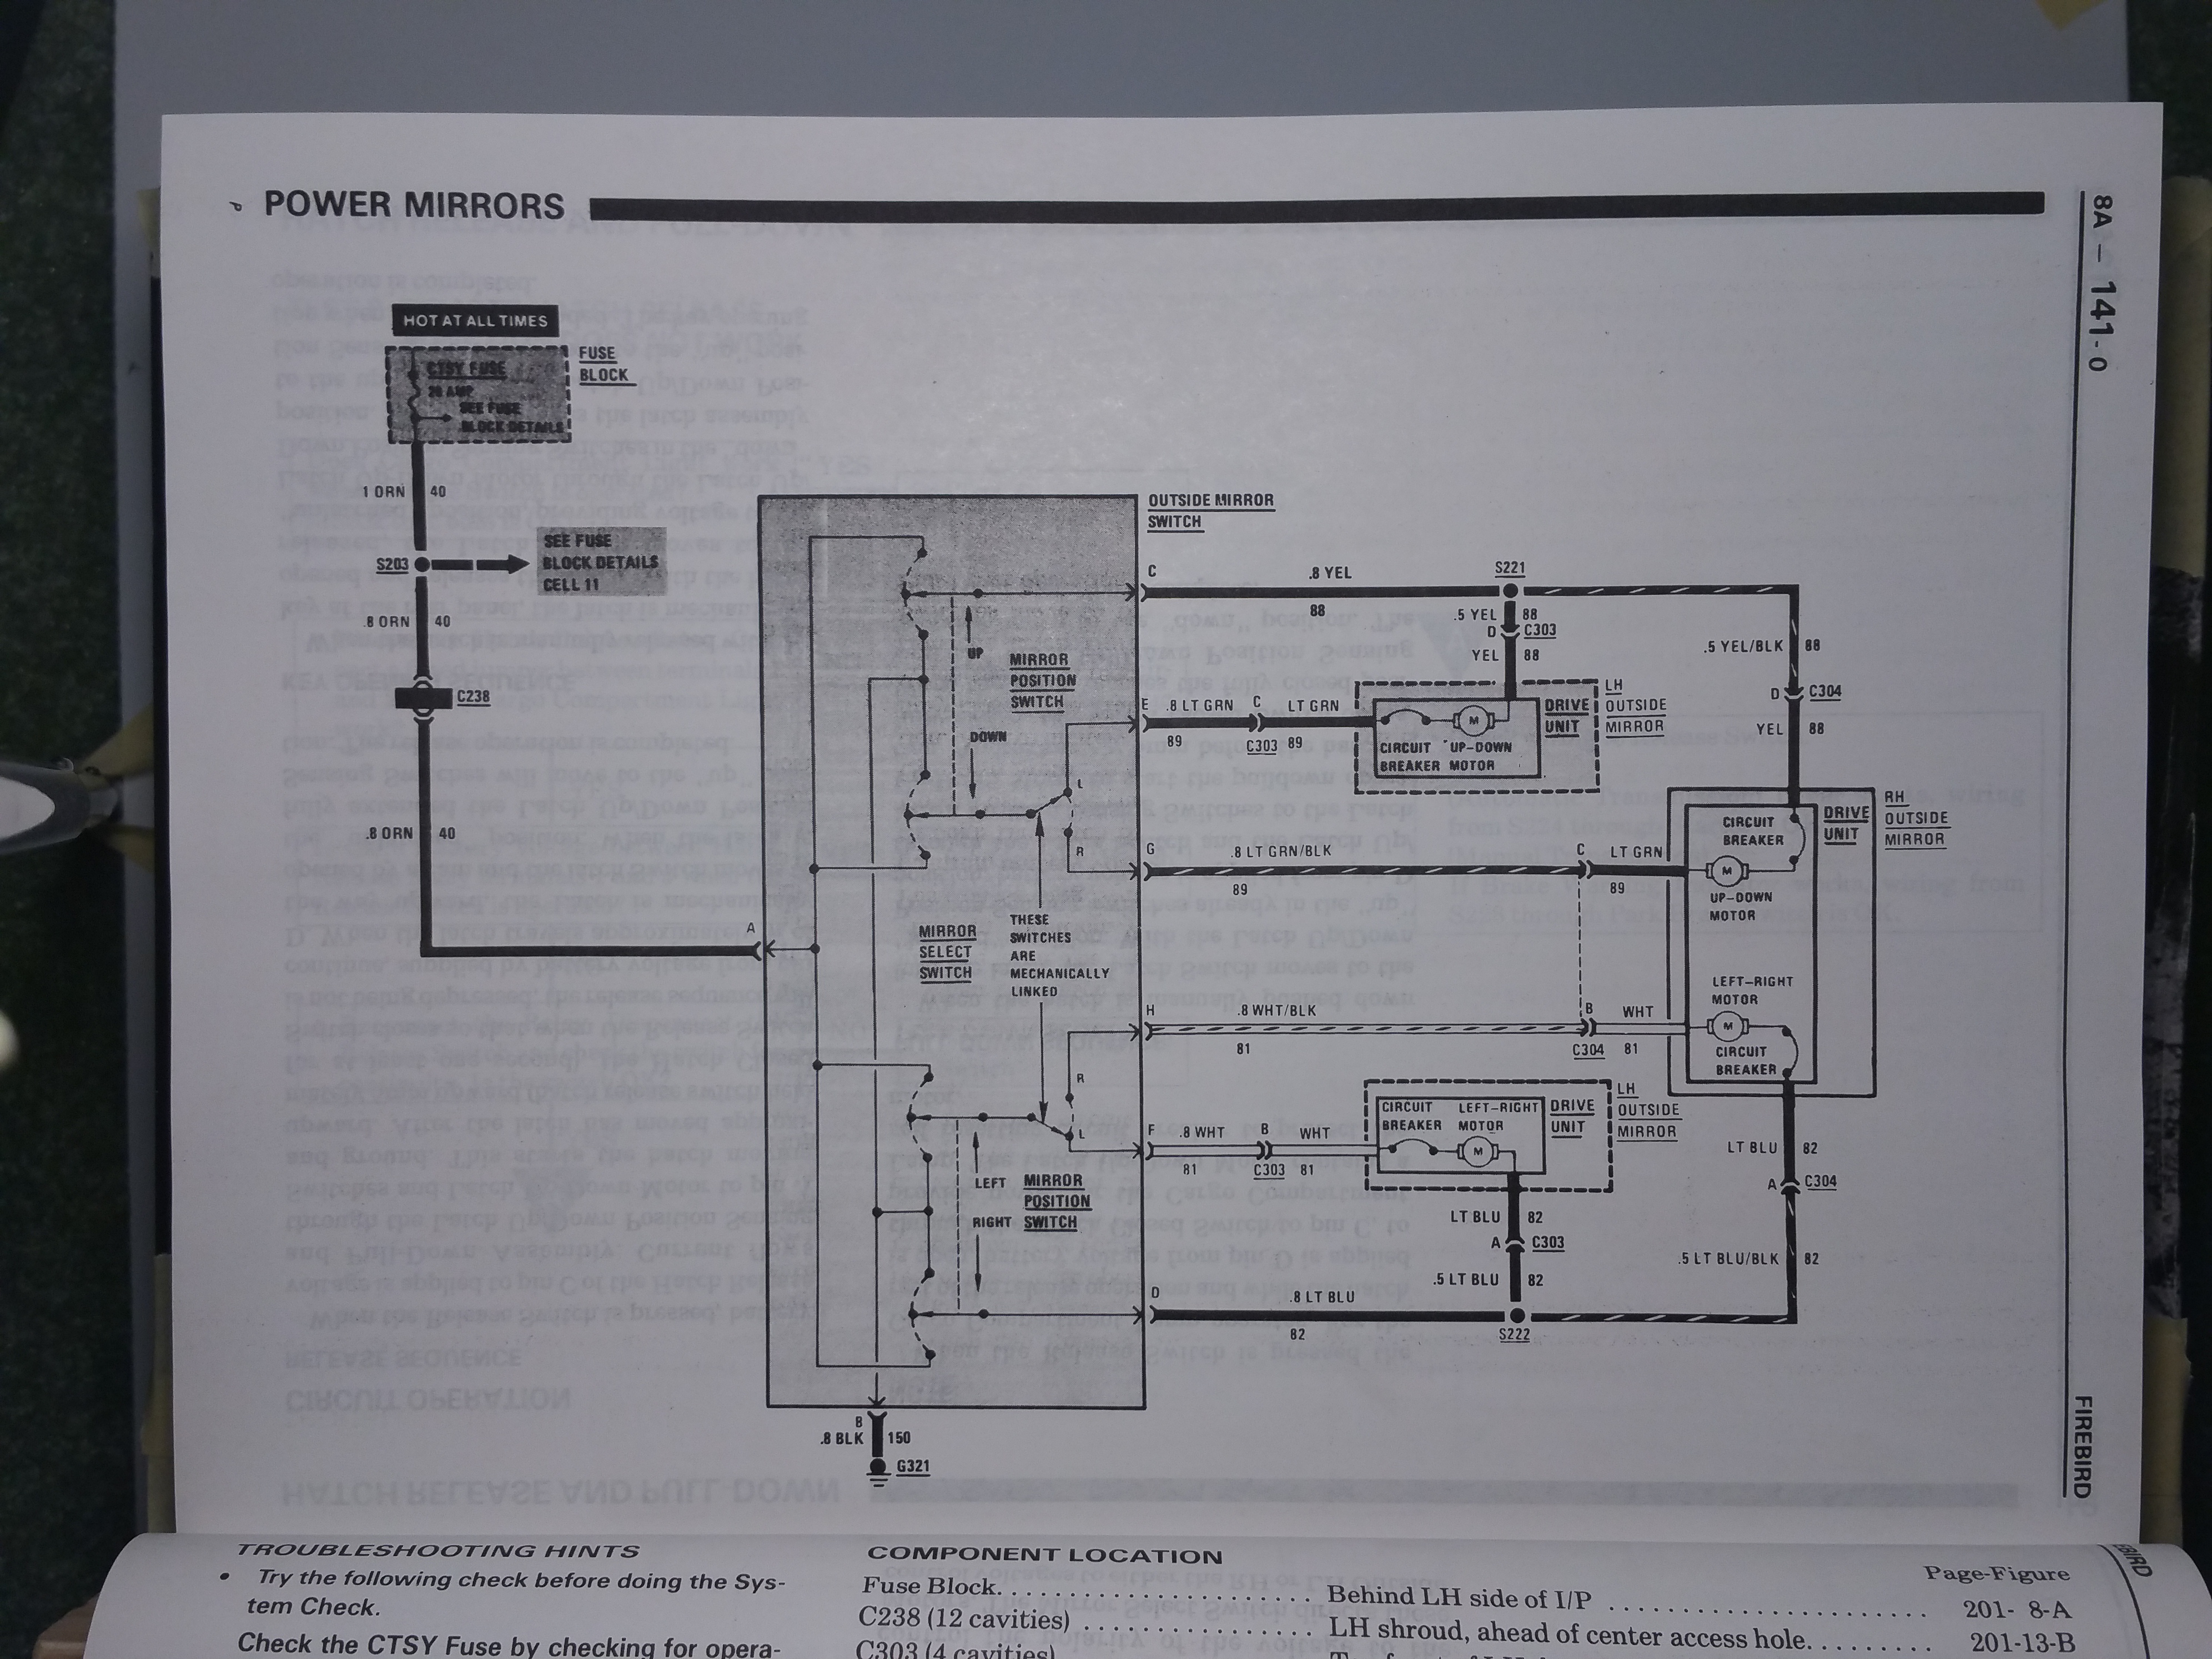 POWER MIRRORS
8A - 141-0
FIREBIRD
HOT AT ALL TIMES
CTSY FUSE
20 AMP
SEE FUSE
BLOCK DETAILS
FUSE
BLOCK
1 ORN 40
S203
SEE FUSE
BLOCK DETAILS
CELL 11
.8 ORN 40
C238
.8 ORN 40
A
OUTSIDE MIRROR
SWITCH
UP
MIRROR
POSITION
SWITCH
DOWN
L
R
THESE
SWITCHES
ARE
MECHANICALLY
LINKED
MIRROR
SELECT
SWITCH
R
L
LEFT
RIGHT
MIRROR
POSITION
SWITCH
B
.8 BLK 150
G321
C
.8 YEL
88
S221
.5 YEL 88
D C303
YEL 88
.5 YEL/BLK 88
D C304
YEL 88
E .8 LT GRN C LT GRN
89 C303 89
CIRCUIT
BREAKER
UP-DOWN
MOTOR
DRIVE
UNIT
LH
OUTSIDE
MIRROR
M
G .8 LT GRN/BLK C LT GRN
89 89
CIRCUIT
BREAKER
DRIVE
UNIT
RH
OUTSIDE
MIRROR
M
UP-DOWN
MOTOR
LEFT-RIGHT
MOTOR
M
CIRCUIT
BREAKER
H .8 WHT/BLK B WHT
81 C304 81
F .8 WHT B WHT
81 C303 81
CIRCUIT
BREAKER
LEFT-RIGHT
MOTOR
M
DRIVE
UNIT
LH
OUTSIDE
MIRROR
LT BLU 82
A C303
.5 LT BLU 82
LT BLU 82
A C304
.5 LT BLU/BLK 82
D .8 LT BLU
82
S222
TROUBLESHOOTING HINTS
• Try the following check before doing the Sys-
tem Check.
Check the CTSY Fuse by checking for opera-
COMPONENT LOCATION
Page-Figure
Fuse Block. . . . . . . . . . . . . . . . . . . . . Behind LH side of I/P . . . . . . . . . . . . . . . . . . . . . . 201- 8-A
C238 (12 cavities) . . . . . . . . . . . . . . . . LH shroud, ahead of center access hole. . . . . . . . . 201-13-B
C303 (4 cavities)